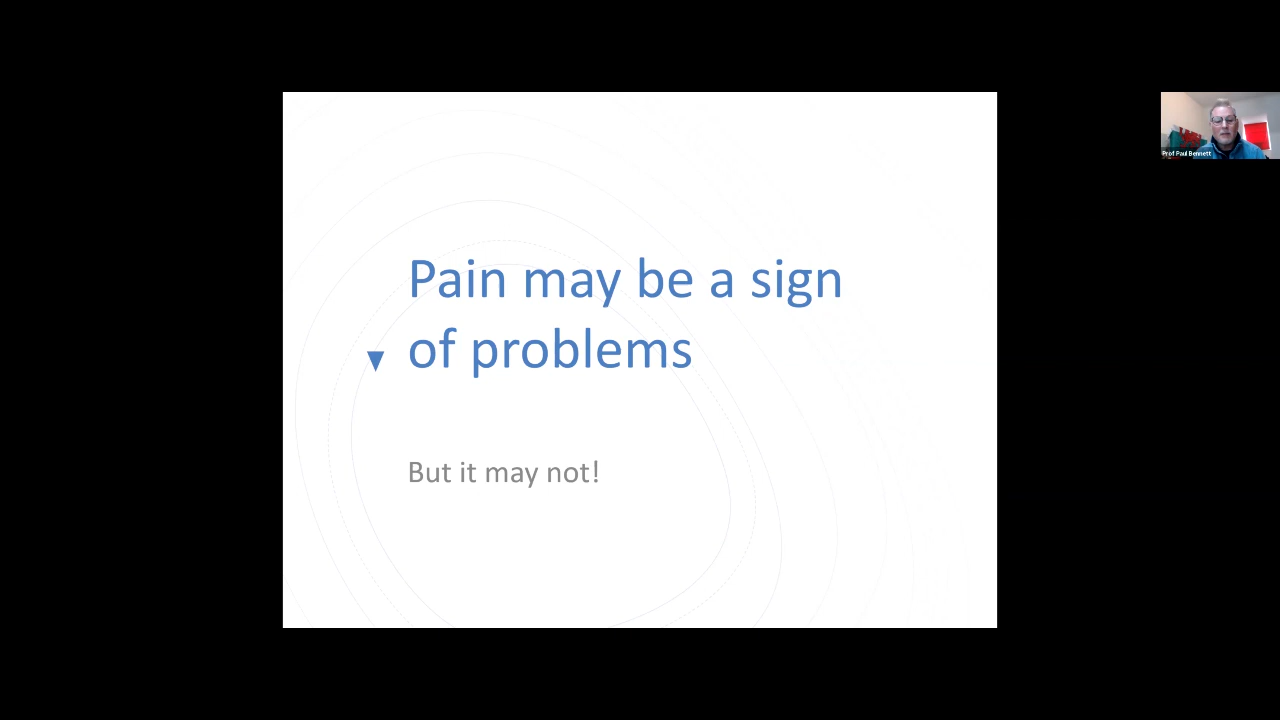 Pain may be a sign
of problems
But it may not!
Prof Paul Bennett